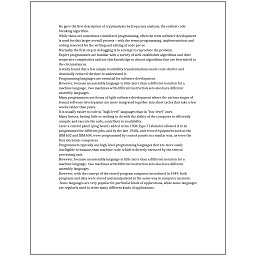 He gave the first description of cryptanalysis by frequency analysis, the earliest code-
breaking algorithm.
While these are sometimes considered programming, often the term software development
is used for this larger overall process – with the terms programming, implementation, and
coding reserved for the writing and editing of code per se.
Normally the first step in debugging is to attempt to reproduce the problem.
Expert programmers are familiar with a variety of well-established algorithms and their
respective complexities and use this knowledge to choose algorithms that are best suited to
the circumstances.
A study found that a few simple readability transformations made code shorter and
drastically reduced the time to understand it.
Programming languages are essential for software development.
However, because an assembly language is little more than a different notation for a
machine language, two machines with different instruction sets also have different
assembly languages.
Many programmers use forms of Agile software development where the various stages of
formal software development are more integrated together into short cycles that take a few
weeks rather than years.
It is usually easier to code in "high-level" languages than in "low-level" ones.
Many factors, having little or nothing to do with the ability of the computer to efficiently
compile and execute the code, contribute to readability.
Later a control panel (plug board) added to his 1906 Type I Tabulator allowed it to be
programmed for different jobs, and by the late 1940s, unit record equipment such as the
IBM 602 and IBM 604, were programmed by control panels in a similar way, as were the
first electronic computers.
Programmers typically use high-level programming languages that are more easily
intelligible to humans than machine code, which is directly executed by the central
processing unit.
However, because an assembly language is little more than a different notation for a
machine language, two machines with different instruction sets also have different
assembly languages.
However, with the concept of the stored-program computer introduced in 1949, both
programs and data were stored and manipulated in the same way in computer memory.
Some languages are very popular for particular kinds of applications, while some languages
are regularly used to write many different kinds of applications.